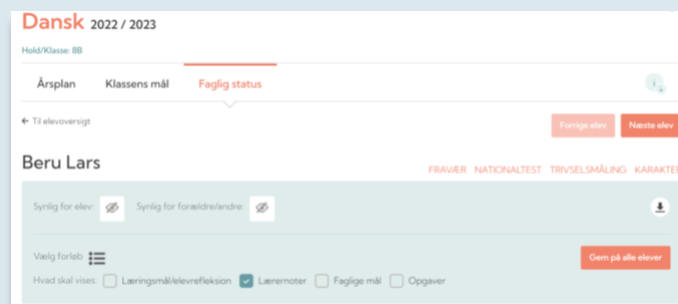 Dansk 2022 / 2023
Hold/Klasse: 8B
Årsplan Klassens mål Faglig status
← Til elevoversigt Forrige elev Næste elev
Beru Lars
FRAVÆR NATIONALTEST TRIVSELSMÅLING KARAKTER
Synlig for elev: Synlig for forældre/andre:
Vælg forløb Gem på alle elever
Hvad skal vises: Læringsmål/elevrefleksion Lærernoter Faglige mål Opgaver